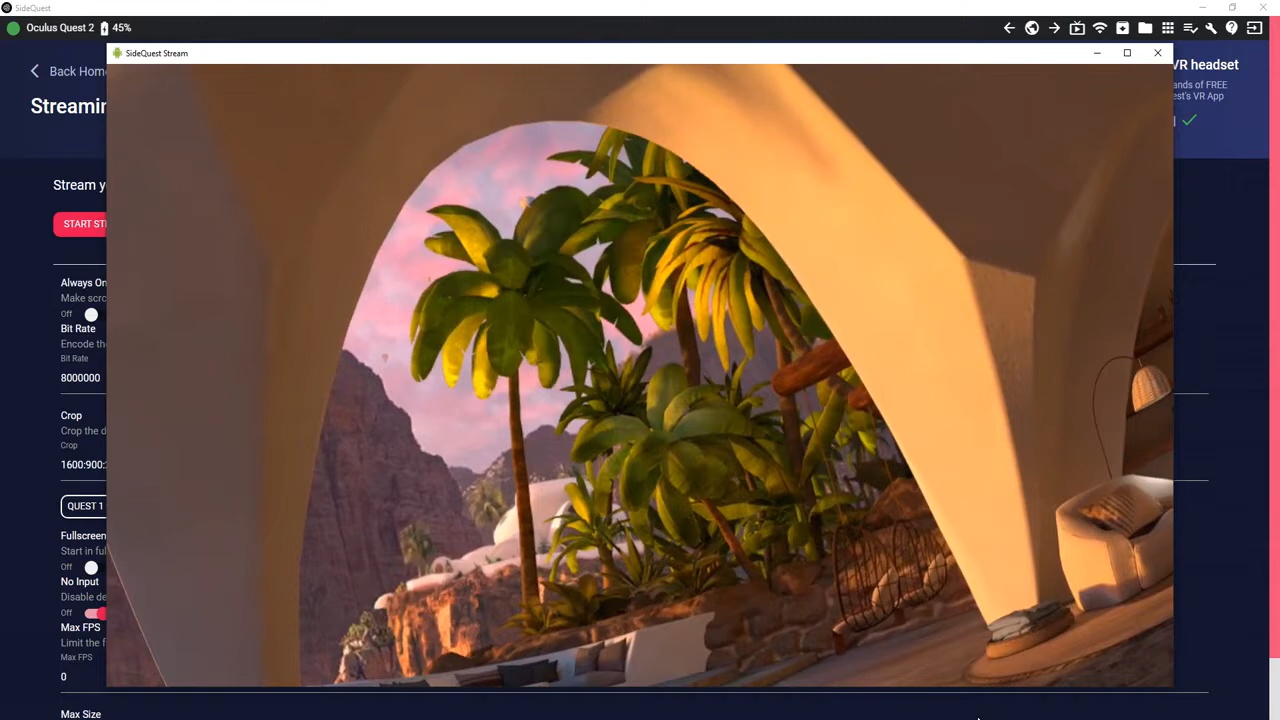 SideQuest
Oculus Quest 2 45%
SideQuest Stream
Back Hom
VR headset
ands of FREE
est's VR App
Streamin
Stream y
START ST
Always On
Make scr
Off
Bit Rate
Encode th
Bit Rate
8000000
Crop
Crop the d
Crop
1600:900:
QUEST 1
Fullscreen
Start in ful
Off
No Input
Disable de
Off
Max FPS
Limit the f
Max FPS
0
Max Size